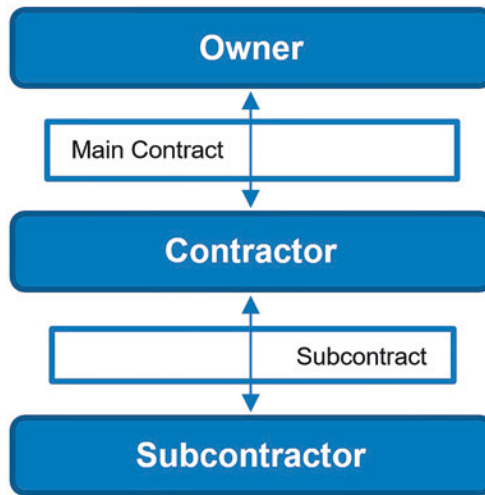 Owner
Main Contract
Contractor
Subcontract
Subcontractor